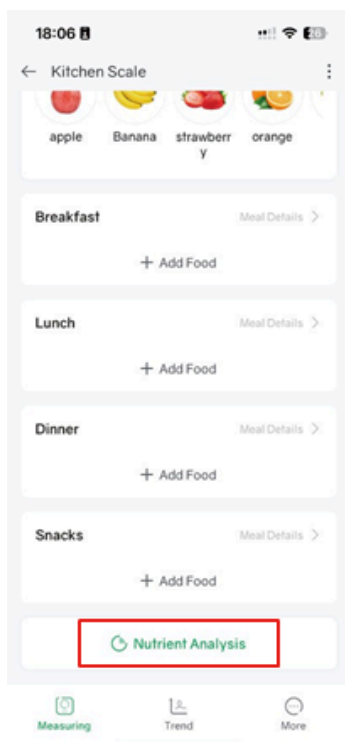 18:06
Kitchen Scale
apple Banana strawberr
y orange
Breakfast Meal Details
+ Add Food
Lunch Meal Details
+ Add Food
Dinner Meal Details
+ Add Food
Snacks Meal Details
+ Add Food
Nutrient Analysis
Measuring Trend More